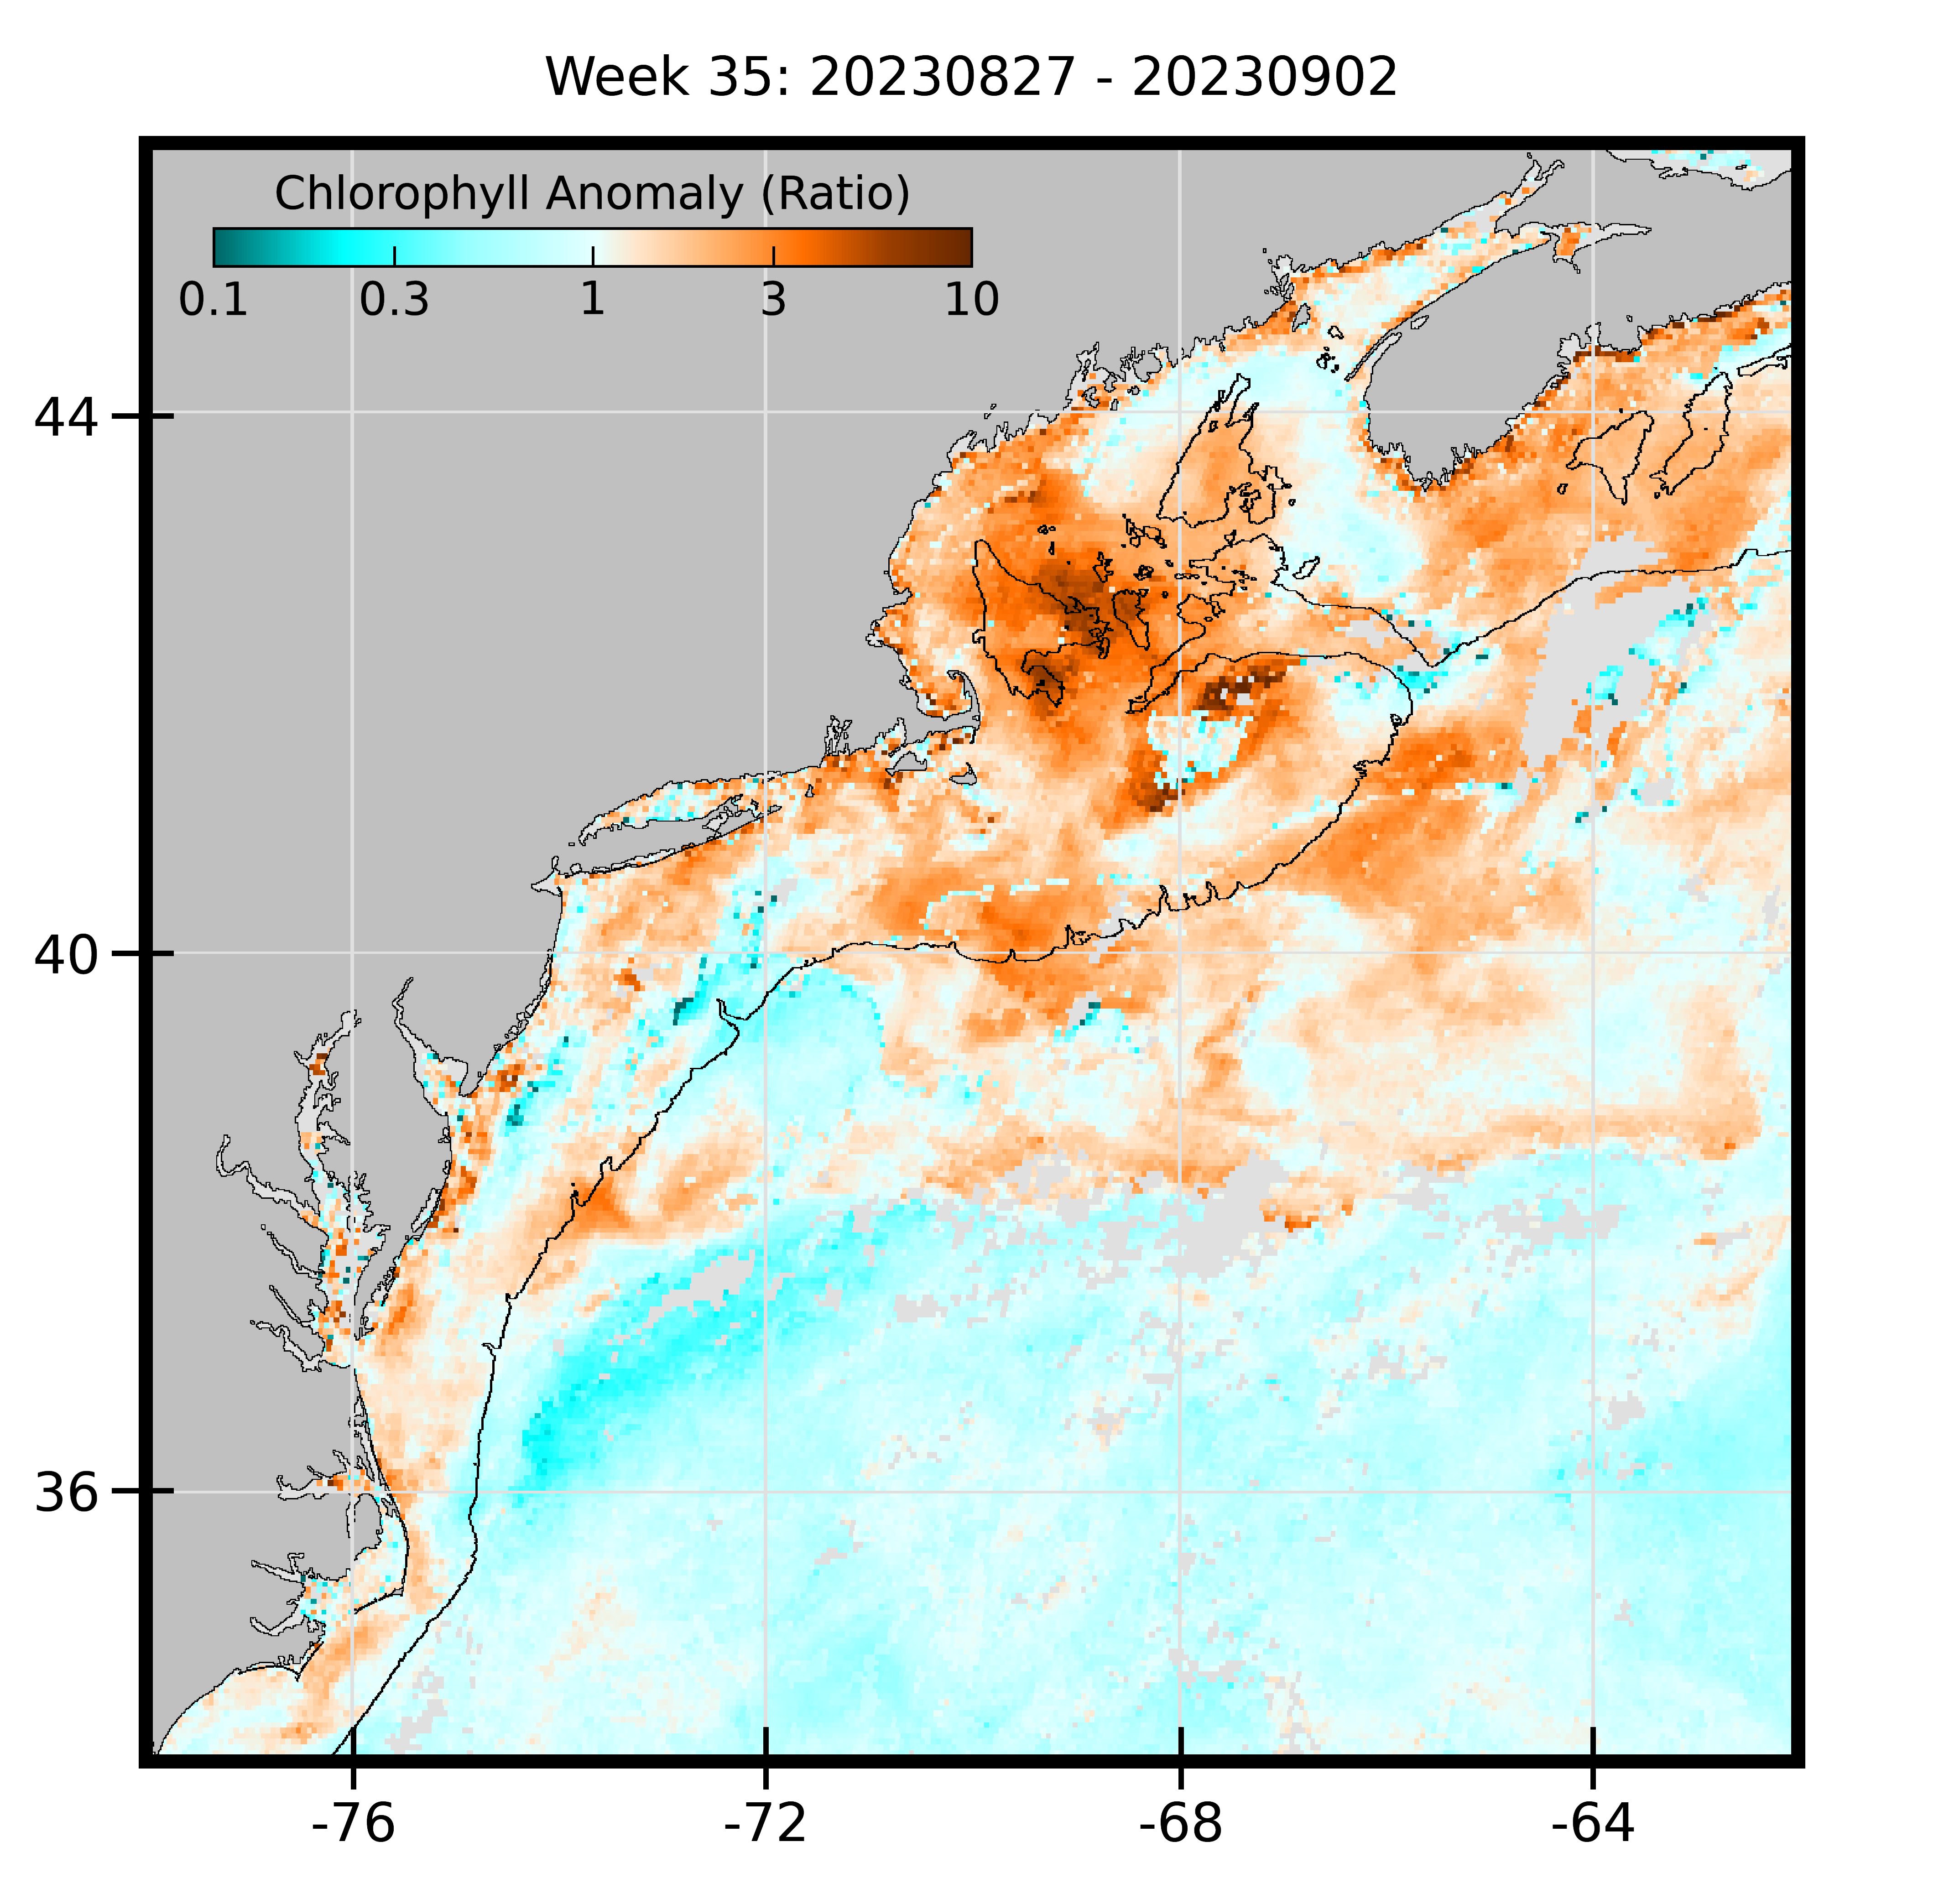 Week 35: 20230827 - 20230902
Chlorophyll Anomaly (Ratio)
0.1 0.3 1 3 10
44
40
36
-76 -72 -68 -64